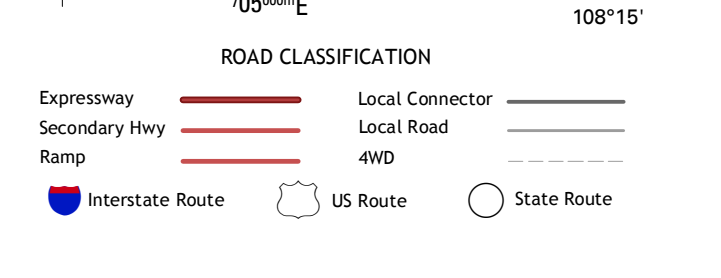 705000mE
108°15'
ROAD CLASSIFICATION
Expressway
Secondary Hwy
Ramp
Local Connector
Local Road
4WD
Interstate Route
US Route
State Route